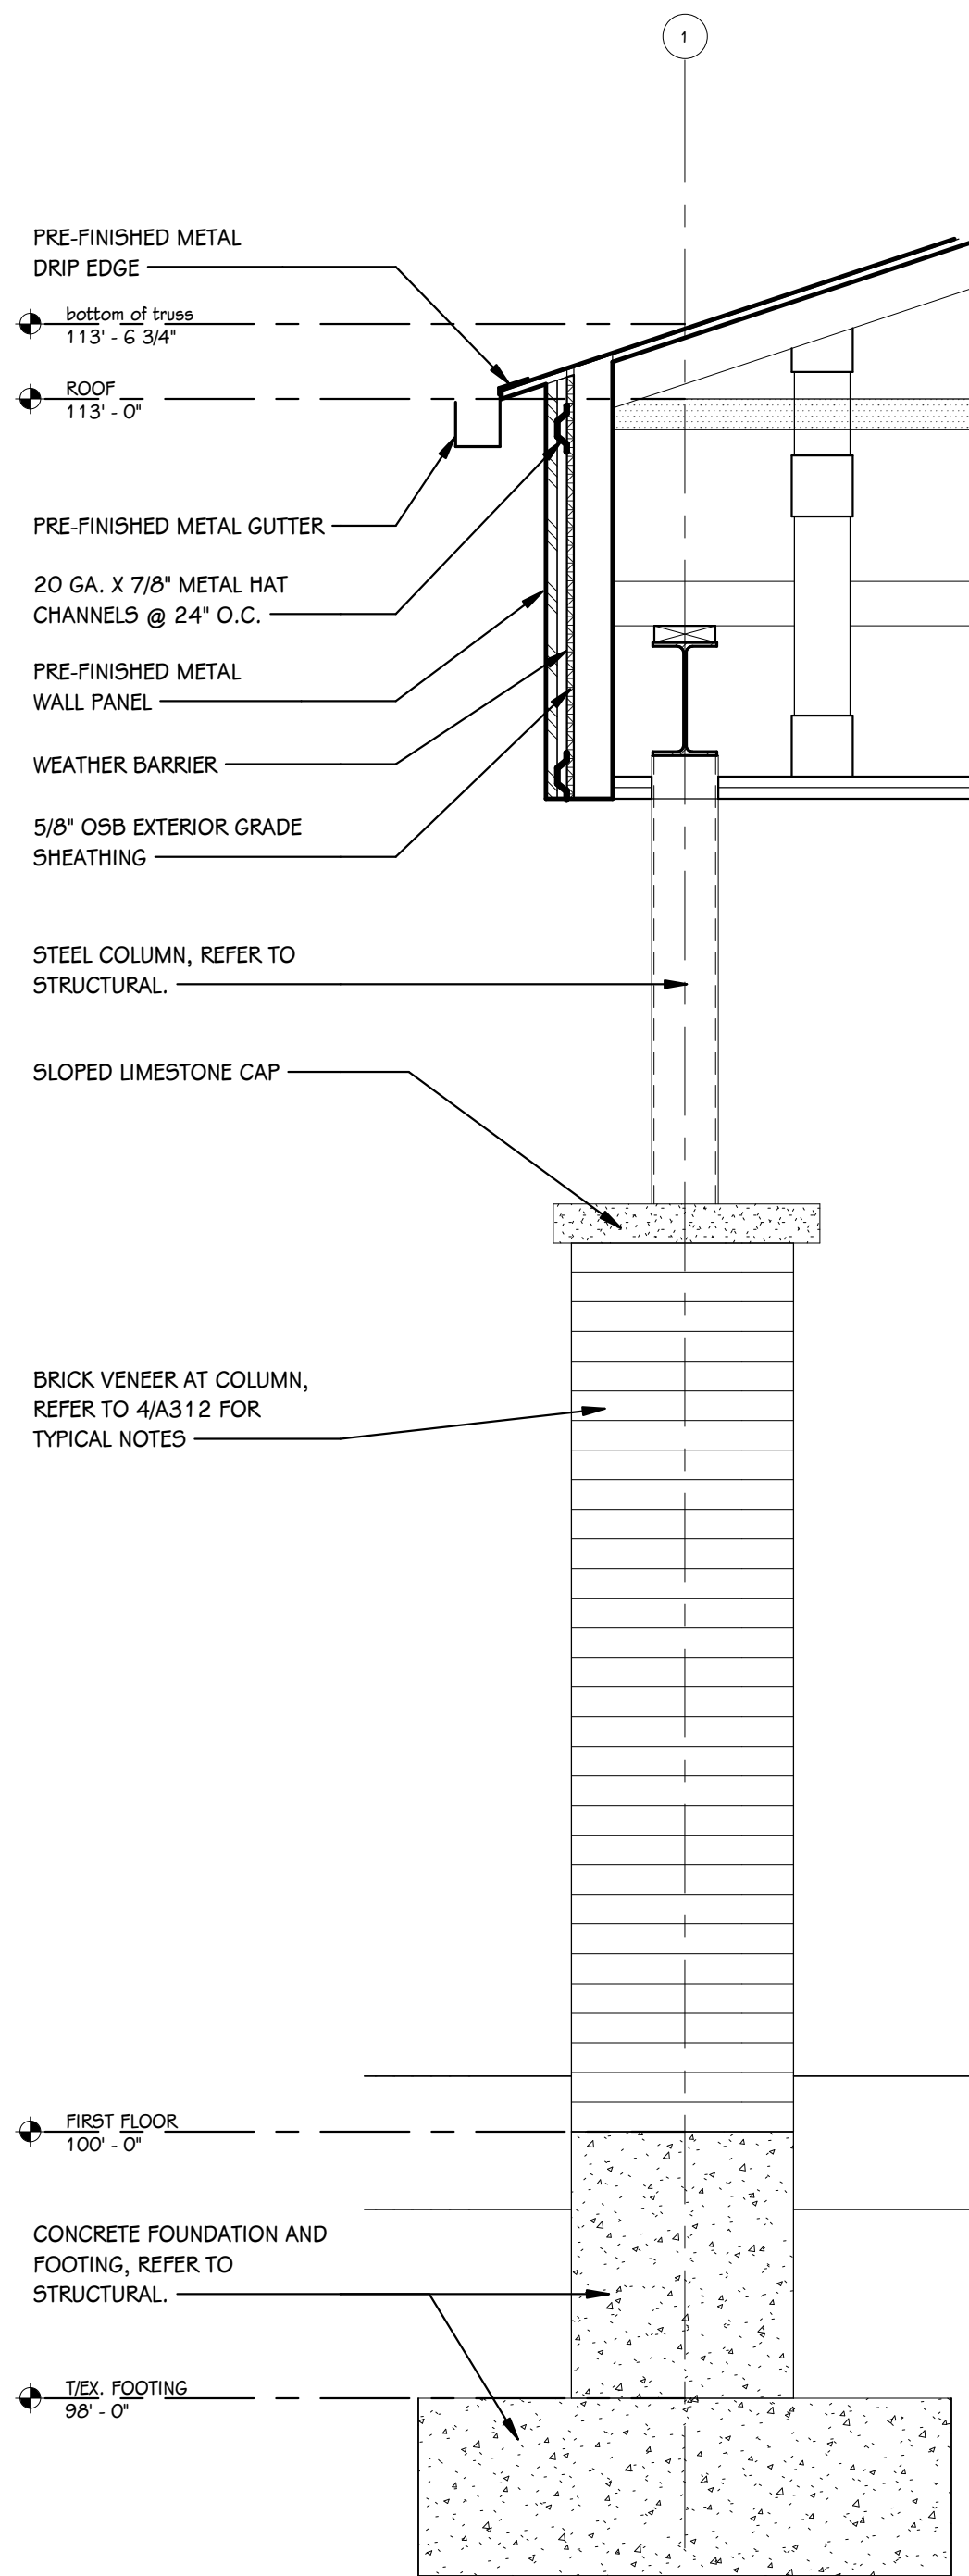 1
PRE-FINISHED METAL
DRIP EDGE
bottom of truss
113' - 6 3/4"
ROOF
113' - 0"
PRE-FINISHED METAL GUTTER
20 GA. X 7/8" METAL HAT
CHANNELS @ 24" O.C.
PRE-FINISHED METAL
WALL PANEL
WEATHER BARRIER
5/8" OSB EXTERIOR GRADE
SHEATHING
STEEL COLUMN, REFER TO
STRUCTURAL.
SLOPED LIMESTONE CAP
BRICK VENEER AT COLUMN,
REFER TO 4/A312 FOR
TYPICAL NOTES
FIRST FLOOR
100' - 0"
CONCRETE FOUNDATION AND
FOOTING, REFER TO
STRUCTURAL.
T/EX. FOOTING
98' - 0"